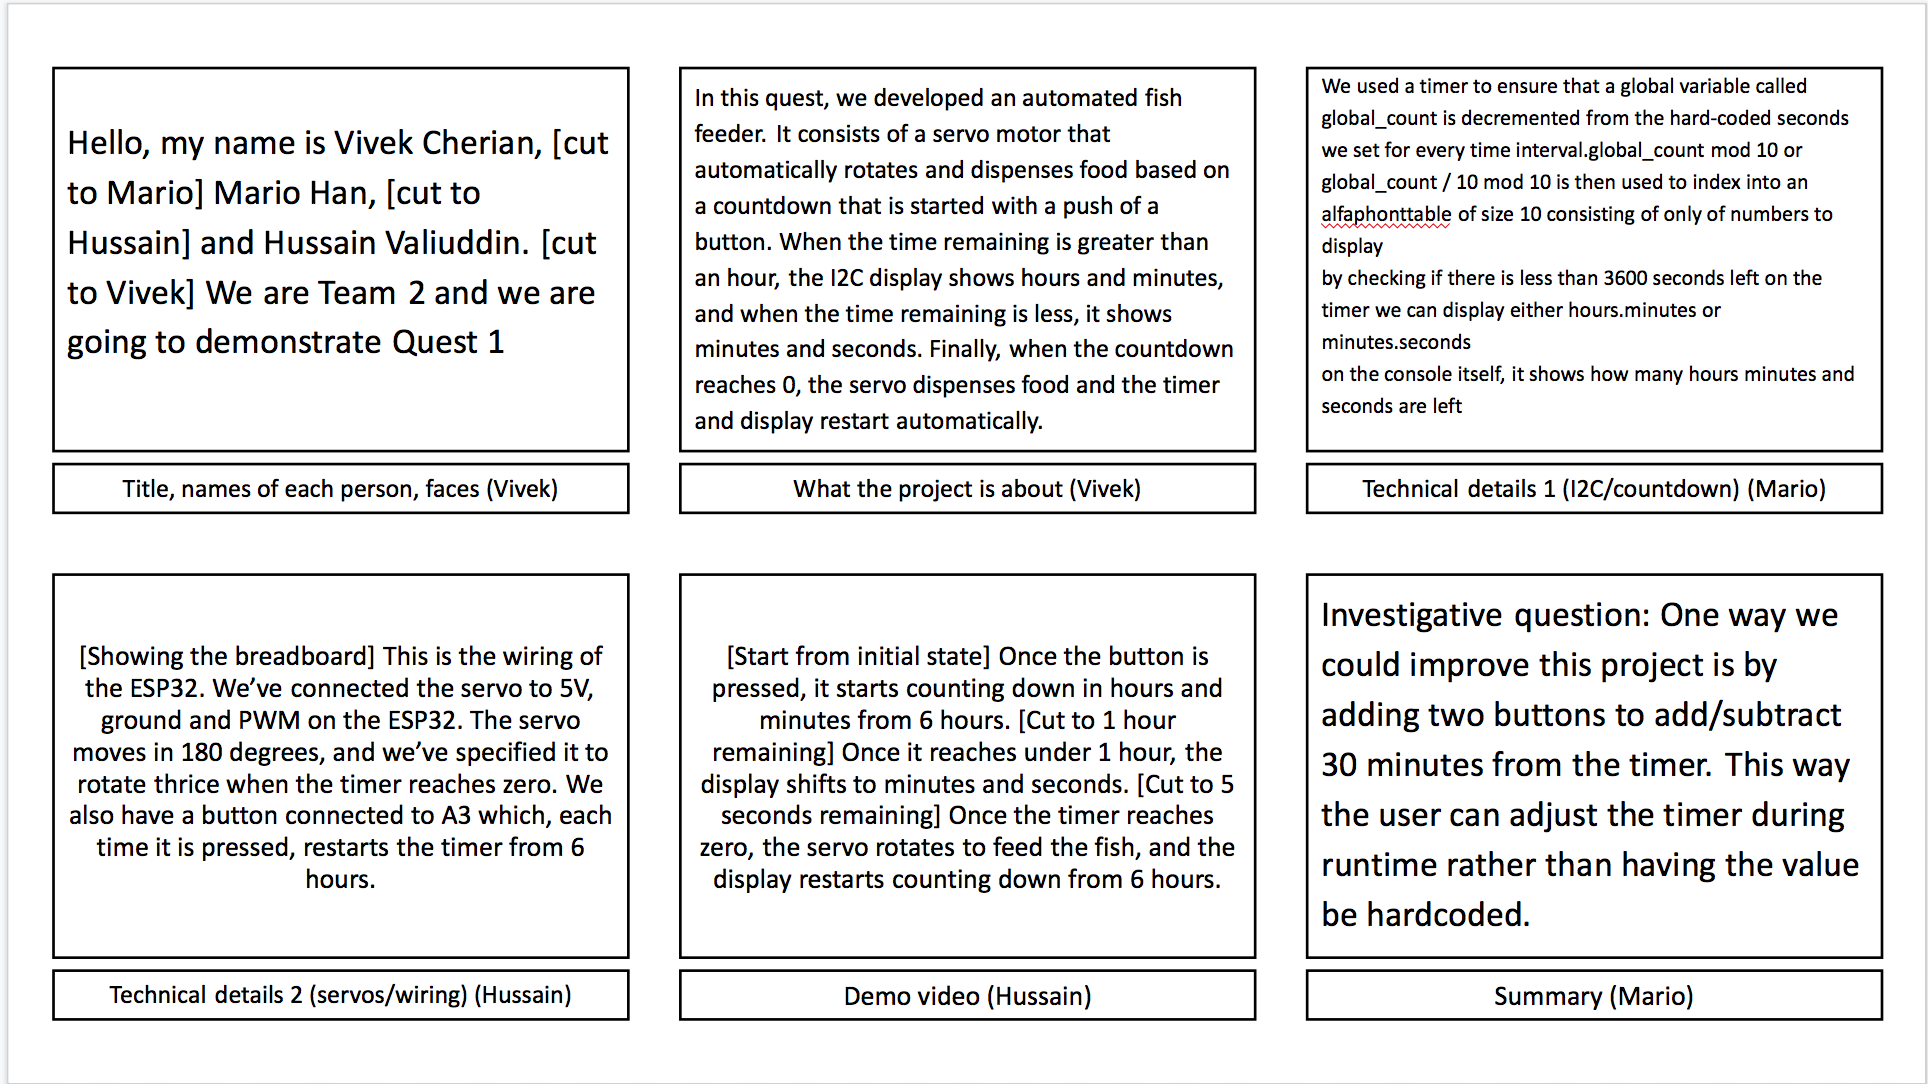 Hello, my name is Vivek Cherian, [cut
to Mario] Mario Han, [cut to
Hussain] and Hussain Valiuddin. [cut
to Vivek] We are Team 2 and we are
going to demonstrate Quest 1
Title, names of each person, faces (Vivek)
In this quest, we developed an automated fish
feeder. It consists of a servo motor that
automatically rotates and dispenses food based on
a countdown that is started with a push of a
button. When the time remaining is greater than
an hour, the I2C display shows hours and minutes,
and when the time remaining is less, it shows
minutes and seconds. Finally, when the countdown
reaches 0, the servo dispenses food and the timer
and display restart automatically.
What the project is about (Vivek)
We used a timer to ensure that a global variable called
global_count is decremented from the hard-coded seconds
we set for every time interval.global_count mod 10 or
global_count / 10 mod 10 is then used to index into an
alfaphonttable of size 10 consisting of only of numbers to
display
by checking if there is less than 3600 seconds left on the
timer we can display either hours.minutes or
minutes.seconds
on the console itself, it shows how many hours minutes and
seconds are left
Technical details 1 (I2C/countdown) (Mario)
[Showing the breadboard] This is the wiring of
the ESP32. We’ve connected the servo to 5V,
ground and PWM on the ESP32. The servo
moves in 180 degrees, and we’ve specified it to
rotate thrice when the timer reaches zero. We
also have a button connected to A3 which, each
time it is pressed, restarts the timer from 6
hours.
Technical details 2 (servos/wiring) (Hussain)
[Start from initial state] Once the button is
pressed, it starts counting down in hours and
minutes from 6 hours. [Cut to 1 hour
remaining] Once it reaches under 1 hour, the
display shifts to minutes and seconds. [Cut to 5
seconds remaining] Once the timer reaches
zero, the servo rotates to feed the fish, and the
display restarts counting down from 6 hours.
Demo video (Hussain)
Investigative question: One way we
could improve this project is by
adding two buttons to add/subtract
30 minutes from the timer. This way
the user can adjust the timer during
runtime rather than having the value
be hardcoded.
Summary (Mario)